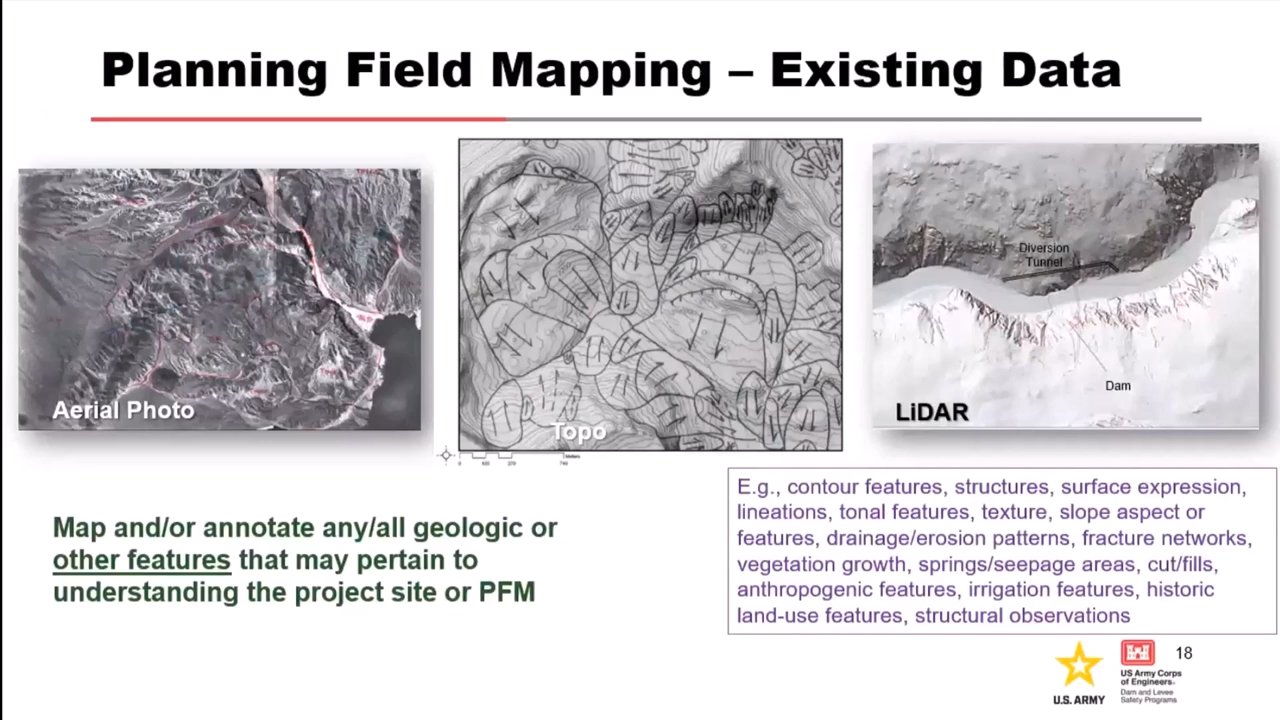 Planning Field Mapping – Existing Data
Aerial Photo
Topo
Diversion
Tunnel
Dam
LiDAR
Map and/or annotate any/all geologic or
other features that may pertain to
understanding the project site or PFM
E.g., contour features, structures, surface expression,
lineations, tonal features, texture, slope aspect or
features, drainage/erosion patterns, fracture networks,
vegetation growth, springs/seepage areas, cut/fills,
anthropogenic features, irrigation features, historic
land-use features, structural observations
U.S. ARMY
US Army Corps
of Engineers®
Dam and Levee
Safety Programs
18